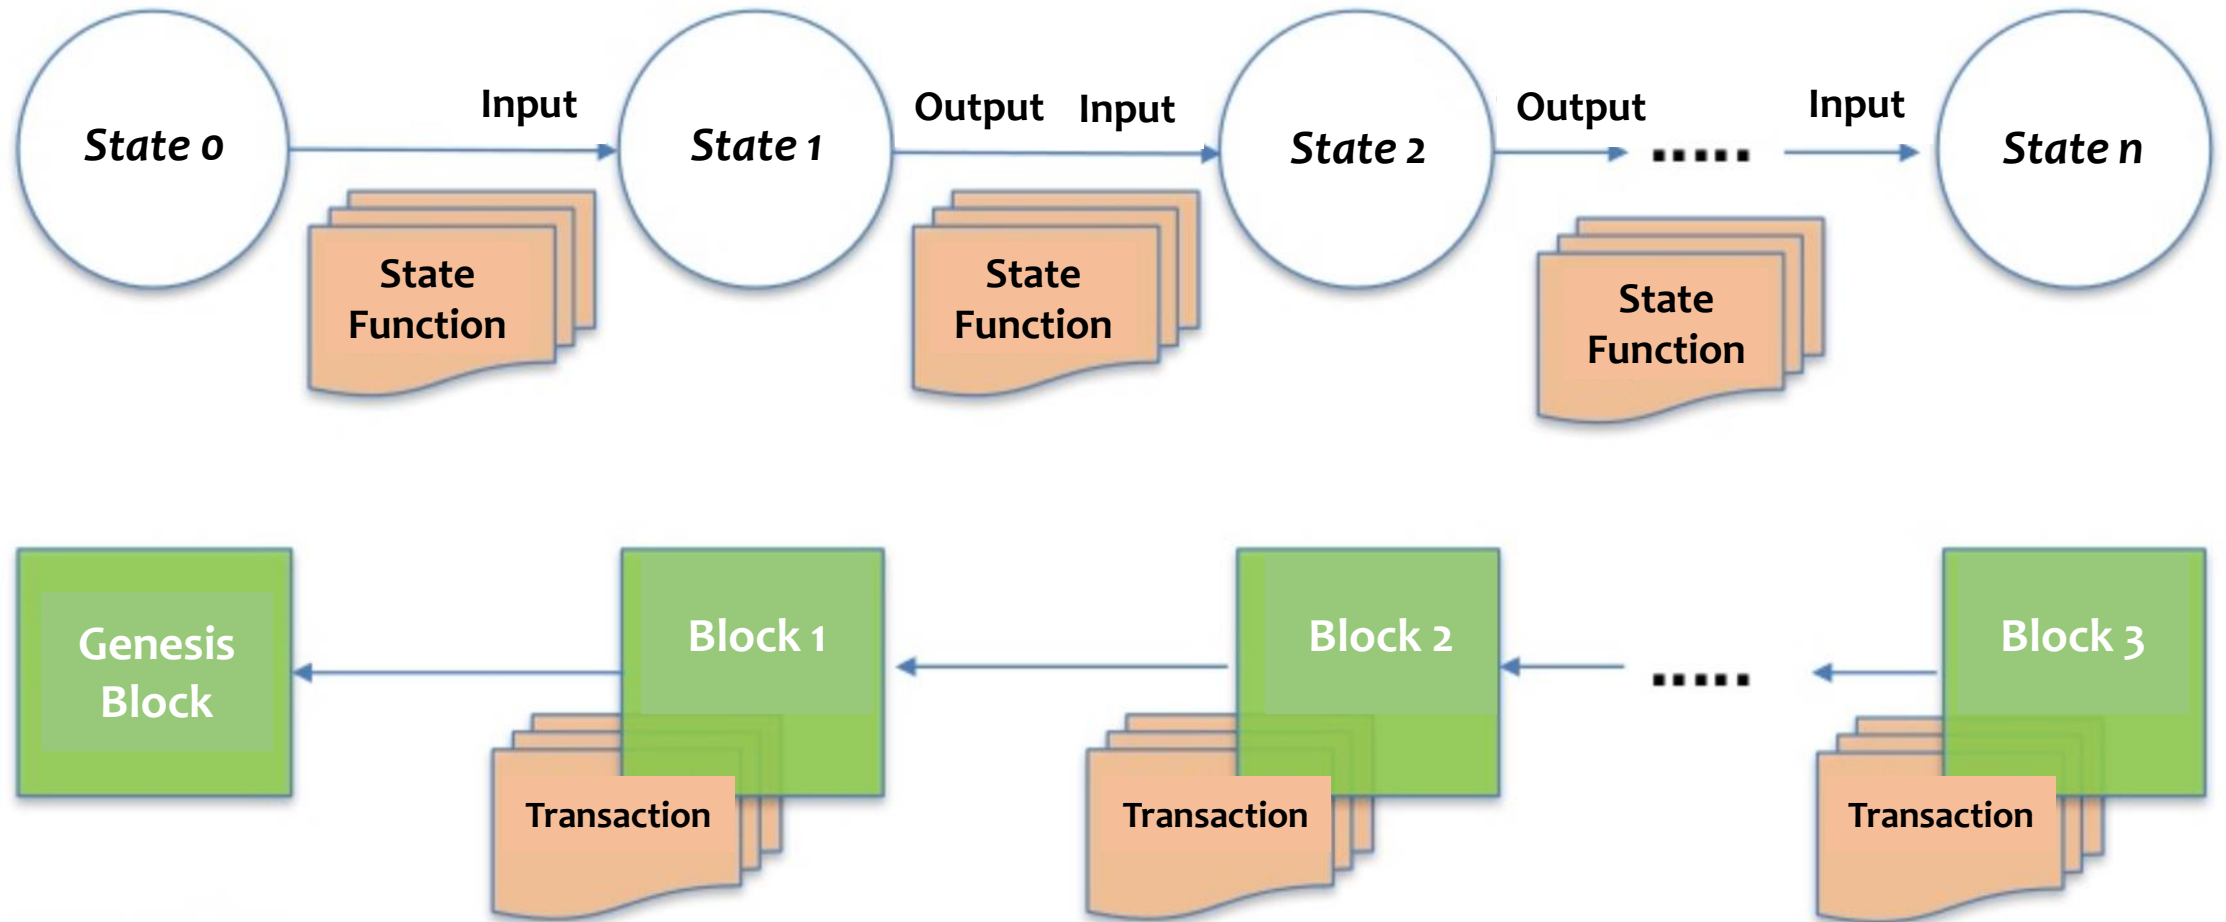 State 0
Input
State 1
Output
Input
State 2
Output
.....
Input
State n
State
Function
State
Function
State
Function
Genesis
Block
Block 1
Block 2
.....
Block 3
Transaction
Transaction
Transaction